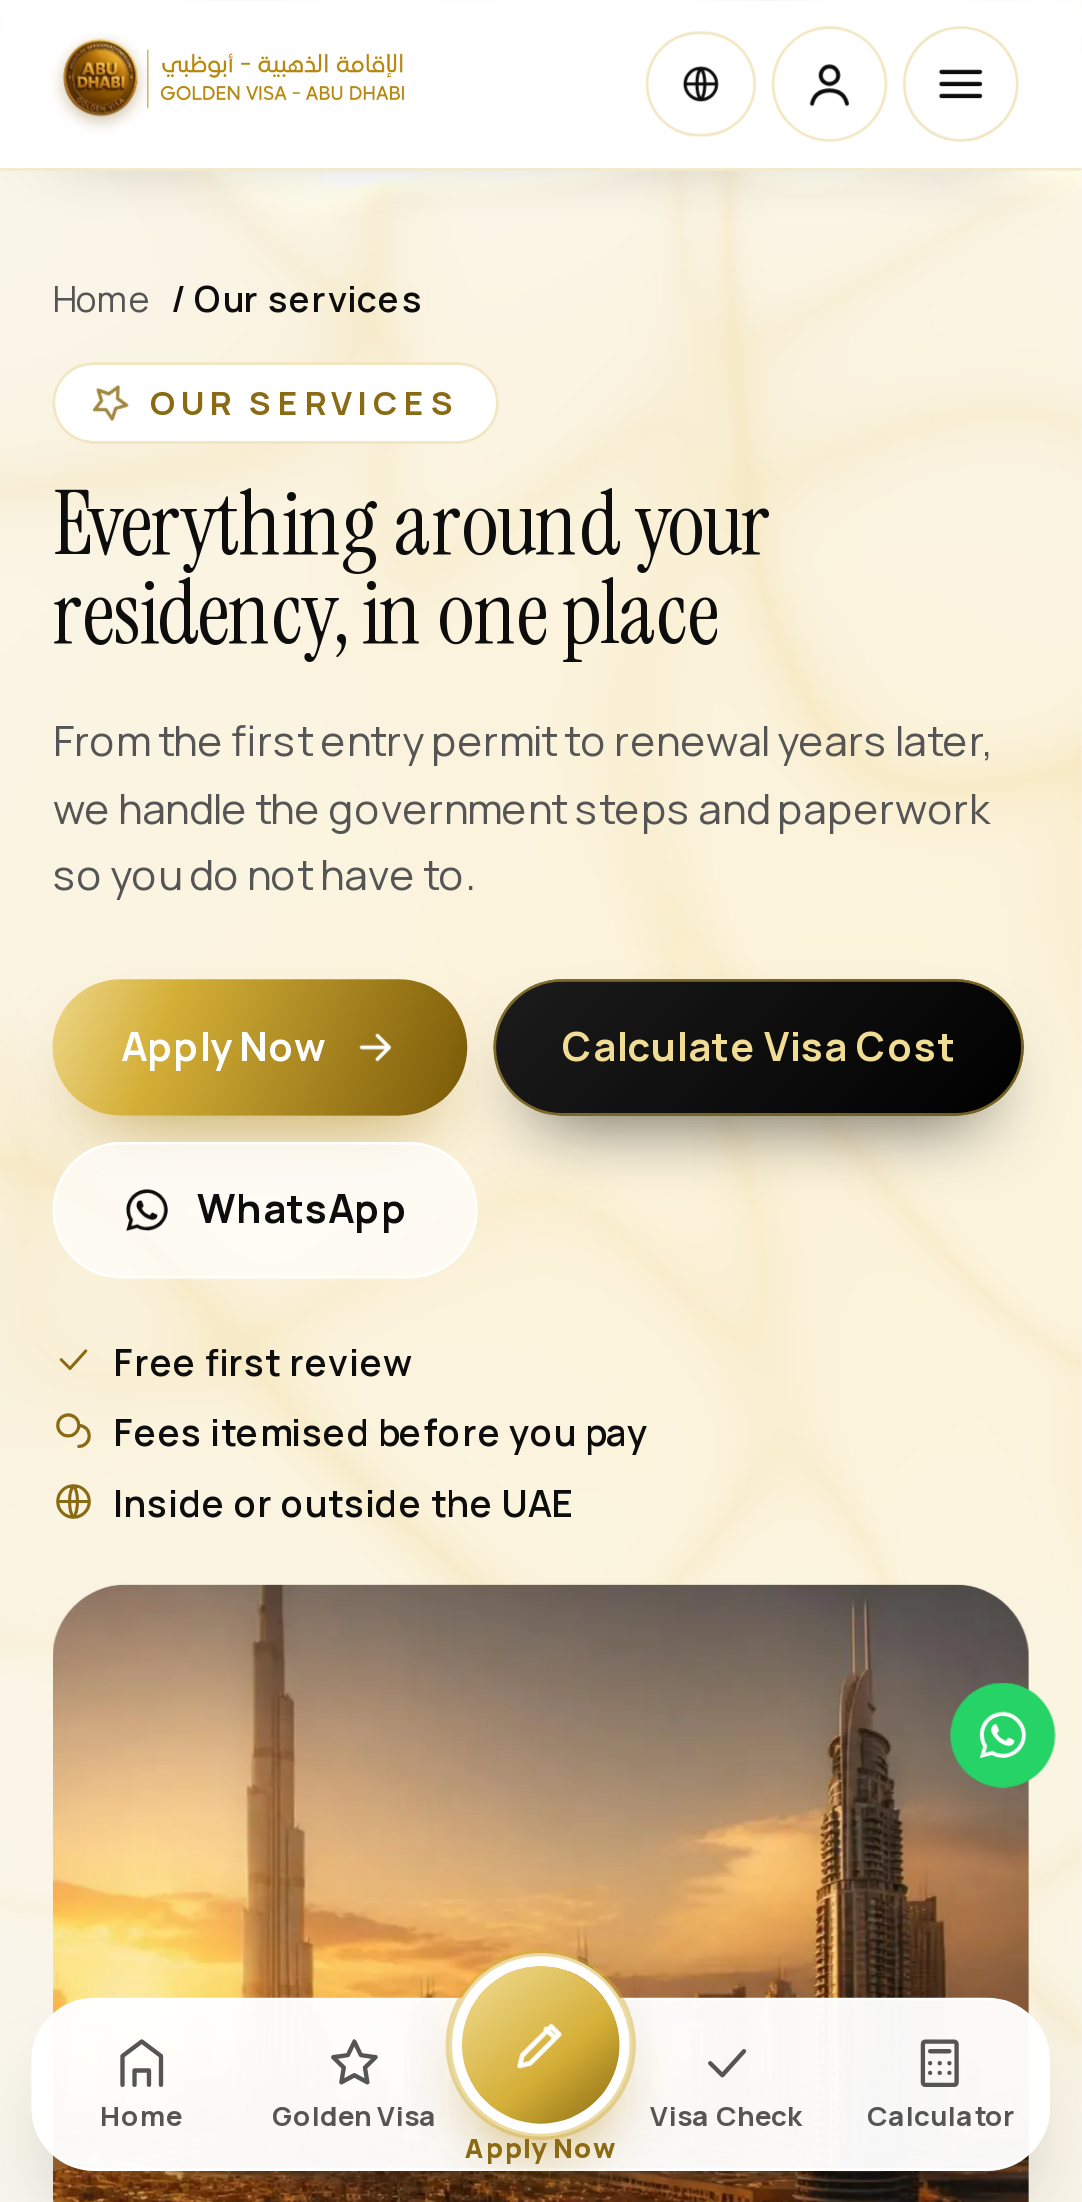 ABU
DHABI
الإقامة الذهبية - أبوظبي
GOLDEN VISA - ABU DHABI
Home / Our services
OUR SERVICES
Everything around your
residency, in one place
From the first entry permit to renewal years later,
we handle the government steps and paperwork
so you do not have to.
Apply Now
Calculate Visa Cost
WhatsApp
Free first review
Fees itemised before you pay
Inside or outside the UAE
Home
Golden Visa
Apply Now
Visa Check
Calculator